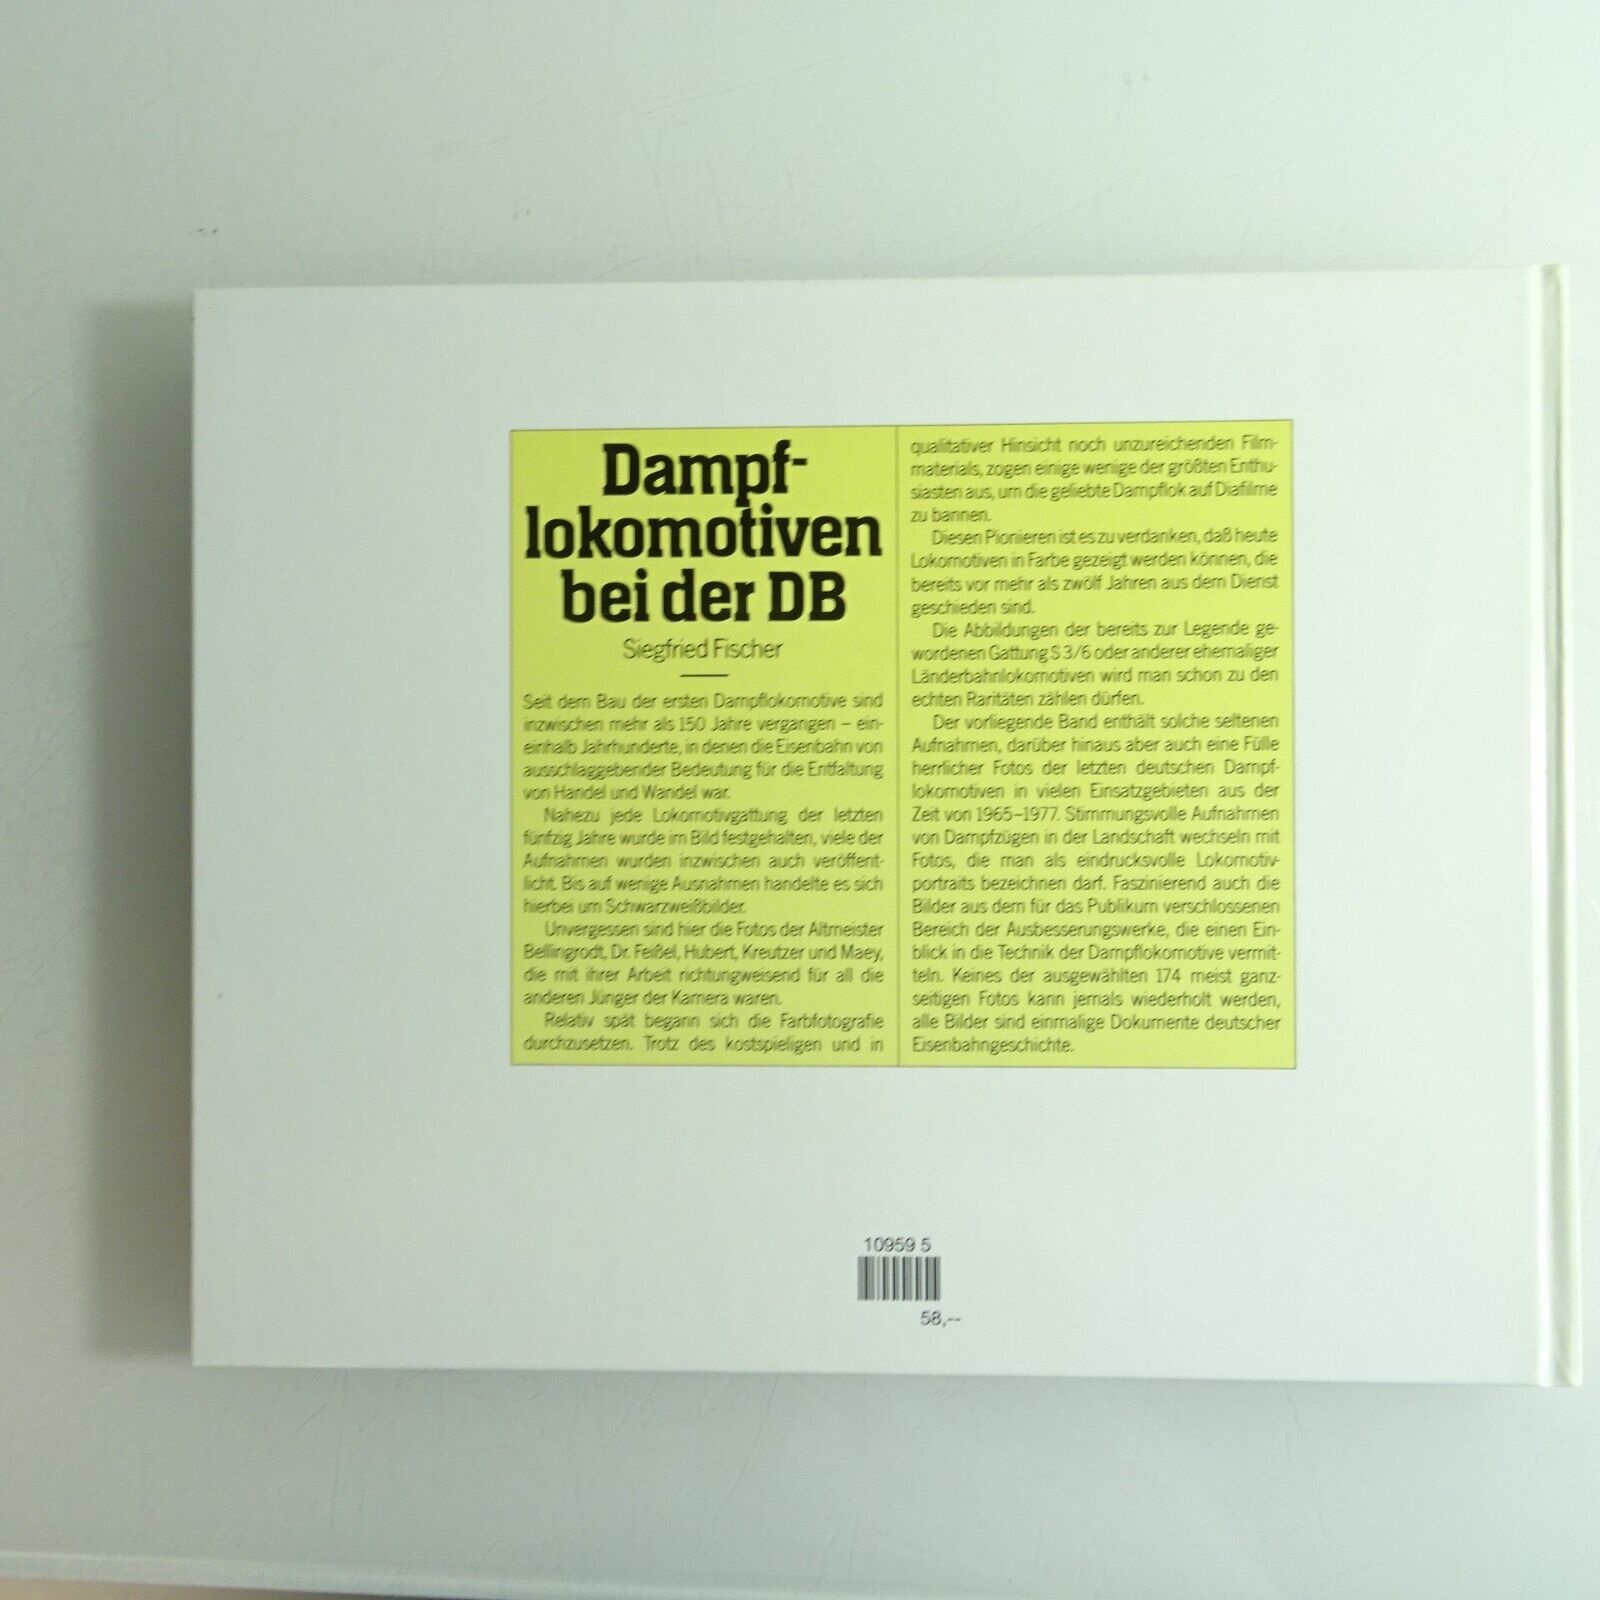 Dampf-
lokomotiven
bei der DB
Siegfried Fischer
Seit dem Bau der ersten Dampflokomotive sind
inzwischen mehr als 150 Jahre vergangen – ein-
einhalb Jahrhunderte, in denen die Eisenbahn von
ausschlaggebender Bedeutung für die Entfaltung
von Handel und Wandel war.
Nahezu jede Lokomotivgattung der letzten
fünfzig Jahre wurde im Bild festgehalten, viele der
Aufnahmen wurden inzwischen auch veröffent-
licht. Bis auf wenige Ausnahmen handelte es sich
hierbei um Schwarzweißbilder.
Unvergessen sind hier die Fotos der Altmeister
Bellingrodt, Dr. Feißel, Hubert, Kreutzer und Maey,
die mit ihrer Arbeit richtungweisend für all die
anderen Jünger der Kamera waren.
Relativ spät begann sich die Farbfotografie
durchzusetzen. Trotz des kostspieligen und in
qualitativer Hinsicht noch unzureichenden Film-
materials, zogen einige wenige der größten Enthu-
siasten aus, um die geliebte Dampflok auf Diafilme
zu bannen.
Diesen Pionieren ist es zu verdanken, daß heute
Lokomotiven in Farbe gezeigt werden können, die
bereits vor mehr als zwölf Jahren aus dem Dienst
geschieden sind.
Die Abbildungen der bereits zur Legende ge-
wordenen Gattung S 3/6 oder anderer ehemaliger
Länderbahnlokomotiven wird man schon zu den
echten Raritäten zählen dürfen.
Der vorliegende Band enthält solche seltenen
Aufnahmen, darüber hinaus aber auch eine Fülle
herrlicher Fotos der letzten deutschen Dampf-
lokomotiven in vielen Einsatzgebieten aus der
Zeit von 1965–1977. Stimmungsvolle Aufnahmen
von Dampfzügen in der Landschaft wechseln mit
Fotos, die man als eindrucksvolle Lokomotiv-
portraits bezeichnen darf. Faszinierend auch die
Bilder aus dem für das Publikum verschlossenen
Bereich der Ausbesserungswerke, die einen Ein-
blick in die Technik der Dampflokomotive vermit-
teln. Keines der ausgewählten 174 meist ganz-
seitigen Fotos kann jemals wiederholt werden,
alle Bilder sind einmalige Dokumente deutscher
Eisenbahngeschichte.
10959 5
58,--